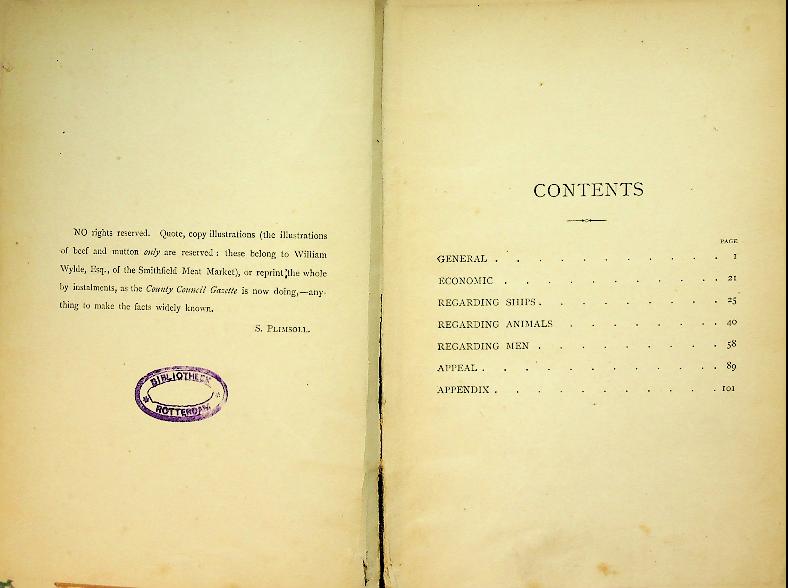 NO rights reserved. Quote, copy illustrations (the illustrations
of beef and mutton only are reserved: these belong to William
Wylde, Esq., of the Smithfield Meat Market), or reprint the whole
by instalments, as the County Council Gazette is now doing,—any-
thing to make the facts widely known.
S. PLIMSOLL.
BIBLIOTHEEK
ROTTERDAM
CONTENTS
PAGE
GENERAL . . . . . . . . . . . 1
ECONOMIC . . . . . . . . . . . 21
REGARDING SHIPS . . . . . . . . . 25
REGARDING ANIMALS . . . . . . . . 40
REGARDING MEN . . . . . . . . . 58
APPEAL . . . . . . . . . . . . 89
APPENDIX . . . . . . . . . . . 101